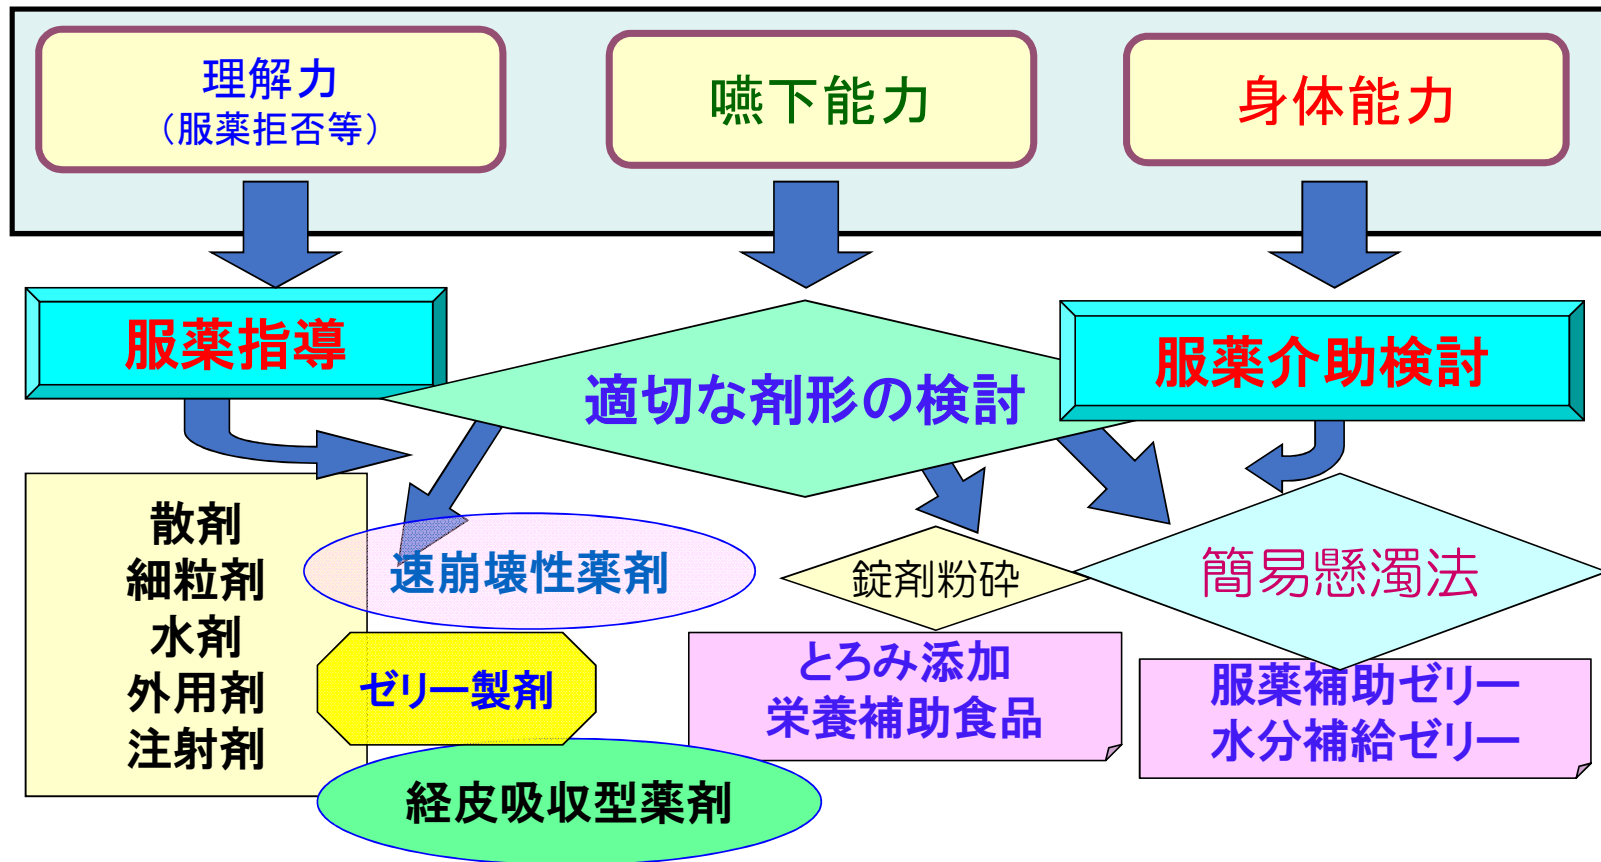 理解力
（服薬拒否等）
嚥下能力
身体能力
服薬指導
適切な剤形の検討
服薬介助検討
散剤
細粒剤
水剤
外用剤
注射剤
速崩壊性薬剤
ゼリー製剤
経皮吸収型薬剤
錠剤粉砕
とろみ添加
栄養補助食品
簡易懸濁法
服薬補助ゼリー
水分補給ゼリー